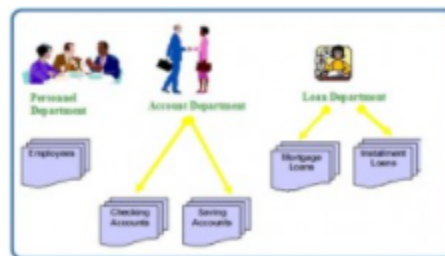 Personnel
Department
Account Department
Loan Department
Employees
Mortgage
Loans
Installment
Loans
Checking
Accounts
Saving
Accounts